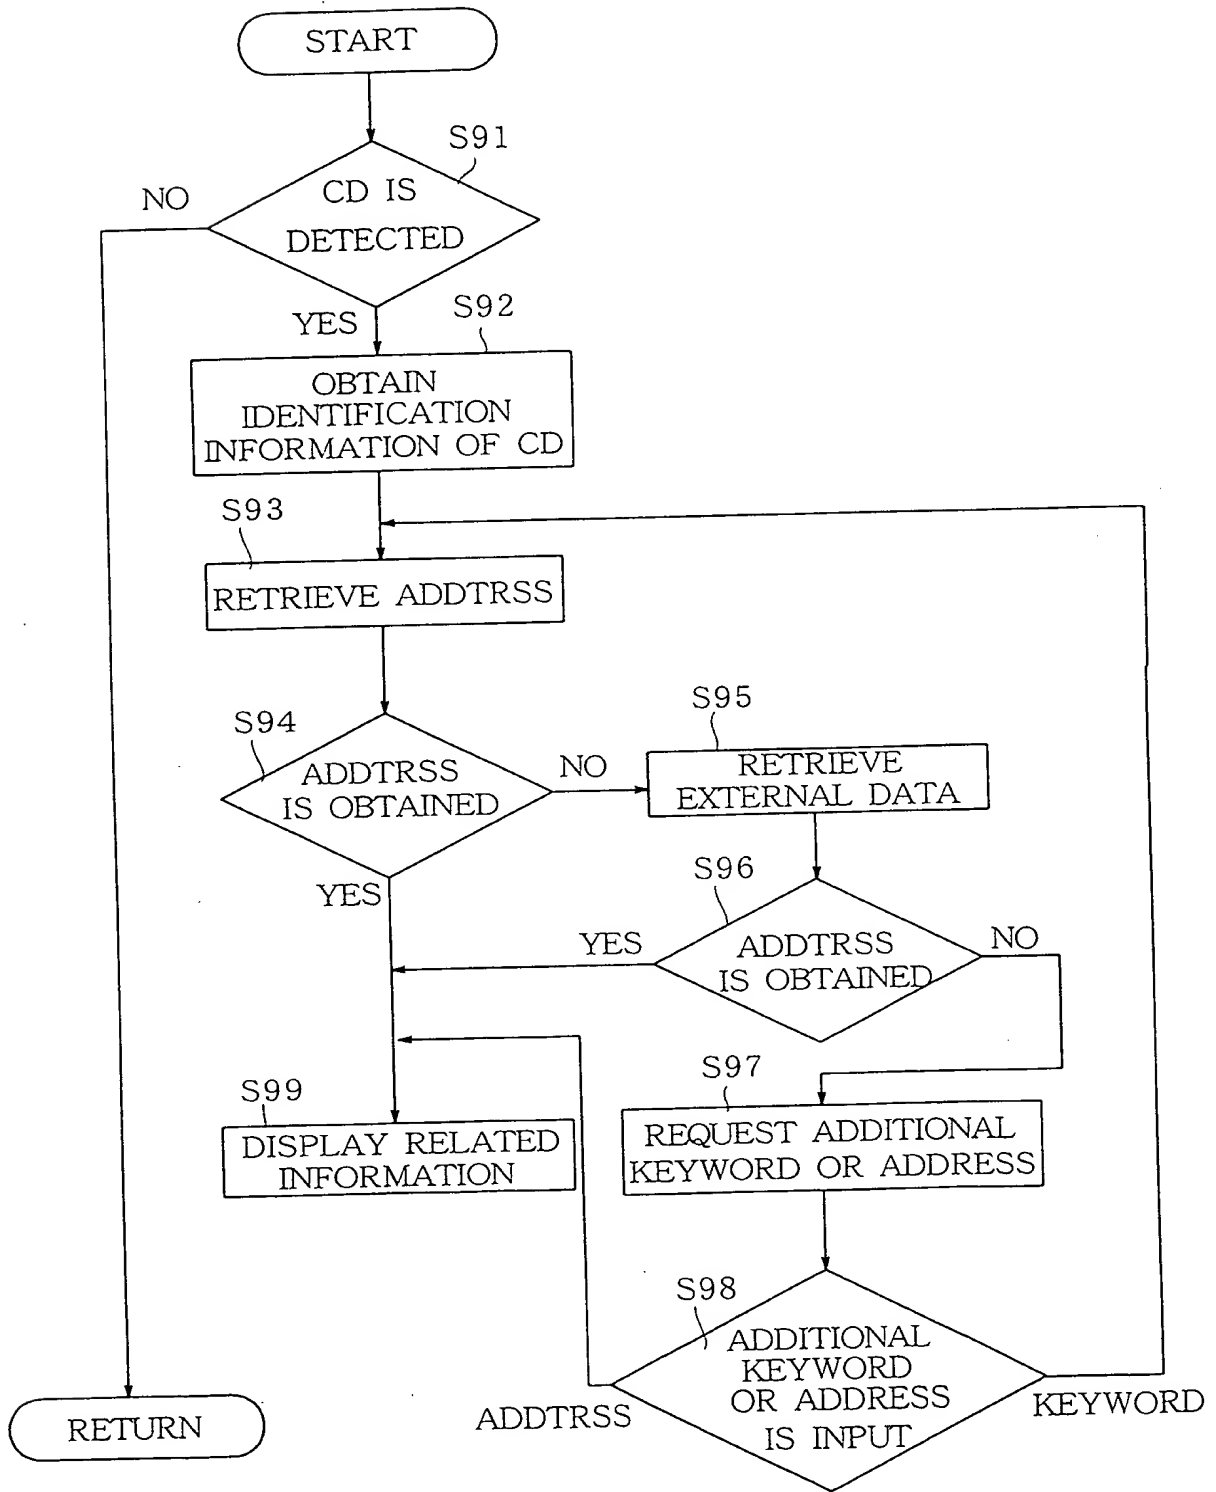 START
S91
NO
CD IS
DETECTED
S92
YES
OBTAIN
IDENTIFICATION
INFORMATION OF CD
S93
RETRIEVE ADDTRSS
S94
ADDTRSS
IS OBTAINED
NO
S95
RETRIEVE
EXTERNAL DATA
YES
S96
YES
ADDTRSS
IS OBTAINED
NO
S97
REQUEST ADDITIONAL
KEYWORD OR ADDRESS
S99
DISPLAY RELATED
INFORMATION
S98
ADDITIONAL
KEYWORD
OR ADDRESS
IS INPUT
ADDTRSS
KEYWORD
RETURN